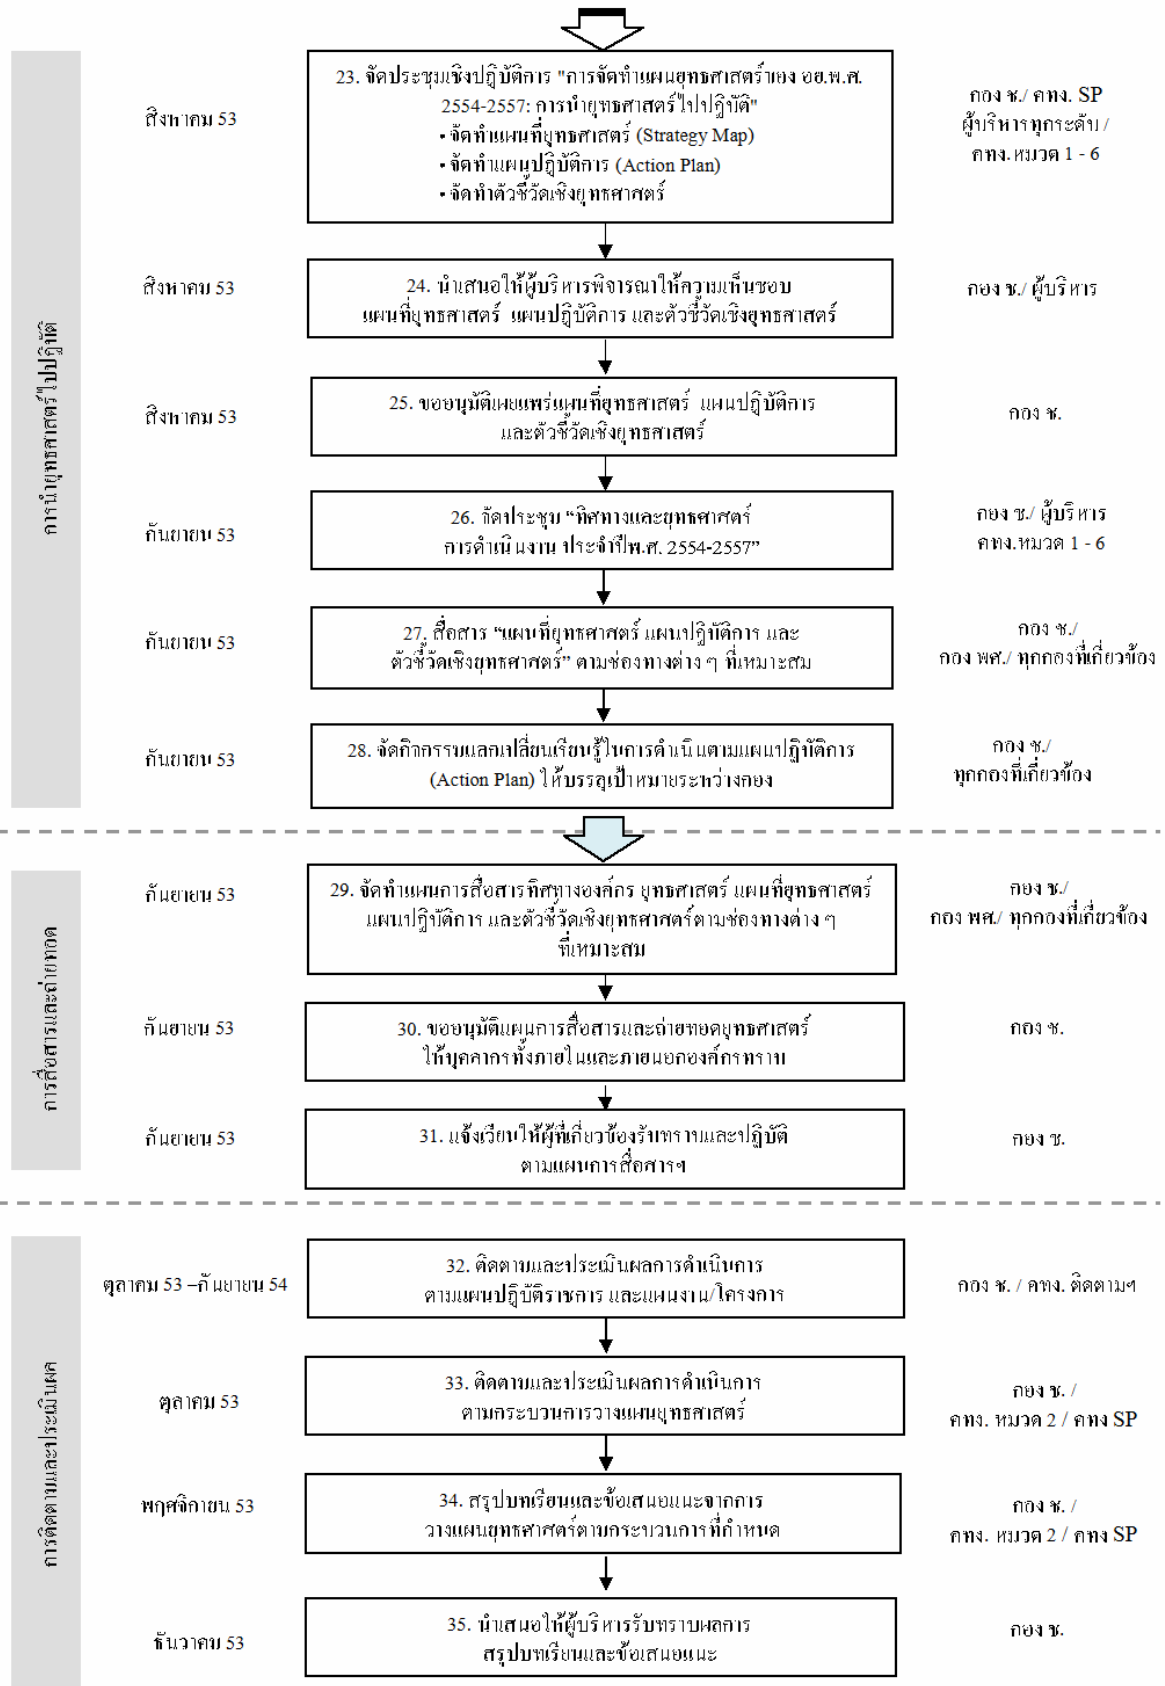 การนำยุทธศาสตร์ไปปฏิบัติ
สิงหาคม 53
23. จัดประชุมเชิงปฏิบัติการ "การจัดทำแผนยุทธศาสตร์ของ อย.พ.ศ.
2554-2557: การนำยุทธศาสตร์ไปปฏิบัติ"
• จัดทำแผนที่ยุทธศาสตร์ (Strategy Map)
• จัดทำแผนปฏิบัติการ (Action Plan)
• จัดทำตัวชี้วัดเชิงยุทธศาสตร์
กอง ช./ คทง. SP
ผู้บริหารทุกระดับ /
คทง.หมวด 1 - 6
สิงหาคม 53
24. นำเสนอให้ผู้บริหารพิจารณาให้ความเห็นชอบ
แผนที่ยุทธศาสตร์ แผนปฏิบัติการ และตัวชี้วัดเชิงยุทธศาสตร์
กอง ช./ ผู้บริหาร
สิงหาคม 53
25. ขออนุมัติเผยแพร่แผนที่ยุทธศาสตร์ แผนปฏิบัติการ
และตัวชี้วัดเชิงยุทธศาสตร์
กอง ช.
กันยายน 53
26. จัดประชุม “ทิศทางและยุทธศาสตร์
การดำเนินงาน ประจำปีพ.ศ. 2554-2557”
กอง ช./ ผู้บริหาร
คทง.หมวด 1 - 6
กันยายน 53
27. สื่อสาร “แผนที่ยุทธศาสตร์ แผนปฏิบัติการ และ
ตัวชี้วัดเชิงยุทธศาสตร์” ตามช่องทางต่าง ๆ ที่เหมาะสม
กอง ช./
กอง พศ./ ทุกกองที่เกี่ยวข้อง
กันยายน 53
28. จัดกิจกรรมแลกเปลี่ยนเรียนรู้ในการดำเนินตามแผนปฏิบัติการ
(Action Plan) ให้บรรลุเป้าหมายระหว่างกอง
กอง ช./
ทุกกองที่เกี่ยวข้อง
การสื่อสารและถ่ายทอด
กันยายน 53
29. จัดทำแผนการสื่อสารทิศทางองค์กร ยุทธศาสตร์ แผนที่ยุทธศาสตร์
แผนปฏิบัติการ และตัวชี้วัดเชิงยุทธศาสตร์ตามช่องทางต่าง ๆ
ที่เหมาะสม
กอง ช./
กอง พศ./ ทุกกองที่เกี่ยวข้อง
กันยายน 53
30. ขออนุมัติแผนการสื่อสารและถ่ายทอดยุทธศาสตร์
ให้บุคคากรทั้งภายในและภายนอกองค์กรทราบ
กอง ช.
กันยายน 53
31. แจ้งเวียนให้ผู้ที่เกี่ยวข้องรับทราบและปฏิบัติ
ตามแผนการสื่อสารฯ
กอง ช.
การติดตามและประเมินผล
ตุลาคม 53 –กันยายน 54
32. ติดตามและประเมินผลการดำเนินการ
ตามแผนปฏิบัติราชการ และแผนงาน/โครงการ
กอง ช. / คทง. ติดตามฯ
ตุลาคม 53
33. ติดตามและประเมินผลการดำเนินการ
ตามกระบวนการวางแผนยุทธศาสตร์
กอง ช. /
คทง. หมวด 2 / คทง SP
พฤศจิกายน 53
34. สรุปบทเรียนและข้อเสนอแนะจากการ
วางแผนยุทธศาสตร์ตามกระบวนการที่กำหนด
กอง ช. /
คทง. หมวด 2 / คทง SP
ธันวาคม 53
35. นำเสนอให้ผู้บริหารรับทราบผลการ
สรุปบทเรียนและข้อเสนอแนะ
กอง ช.